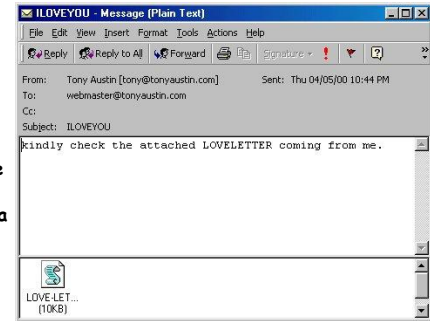 ILOVEYOU - Message (Plain Text)
File Edit View Insert Format Tools Actions Help
Reply Reply to All Forward Signature
From: Tony Austin [tony@tonyaustin.com] Sent: Thu 04/05/00 10:44 PM
To: webmaster@tonyaustin.com
Cc:
Subject: ILOVEYOU
kindly check the attached LOVELETTER coming from me.
e
a
LOVE-LET...
(10KB)